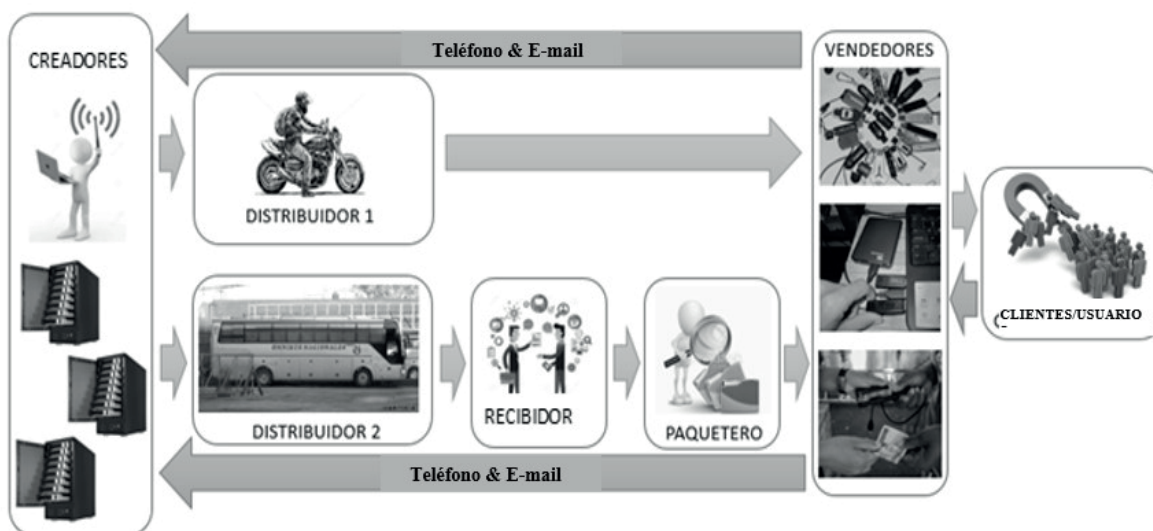 Teléfono & E-mail
CREADORES
VENDEDORES
DISTRIBUIDOR 1
CLIENTES/USUARIO
DISTRIBUIDOR 2
RECIBIDOR
PAQUETERO
Teléfono & E-mail